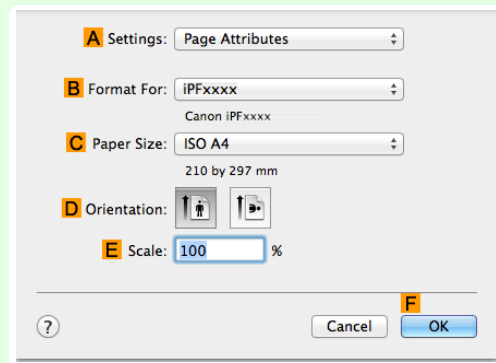 A Settings: Page Attributes
B Format For: iPFxxxx
Canon iPFxxxx
C Paper Size: ISO A4
210 by 297 mm
D Orientation:
E Scale: 100 %
F
? Cancel OK